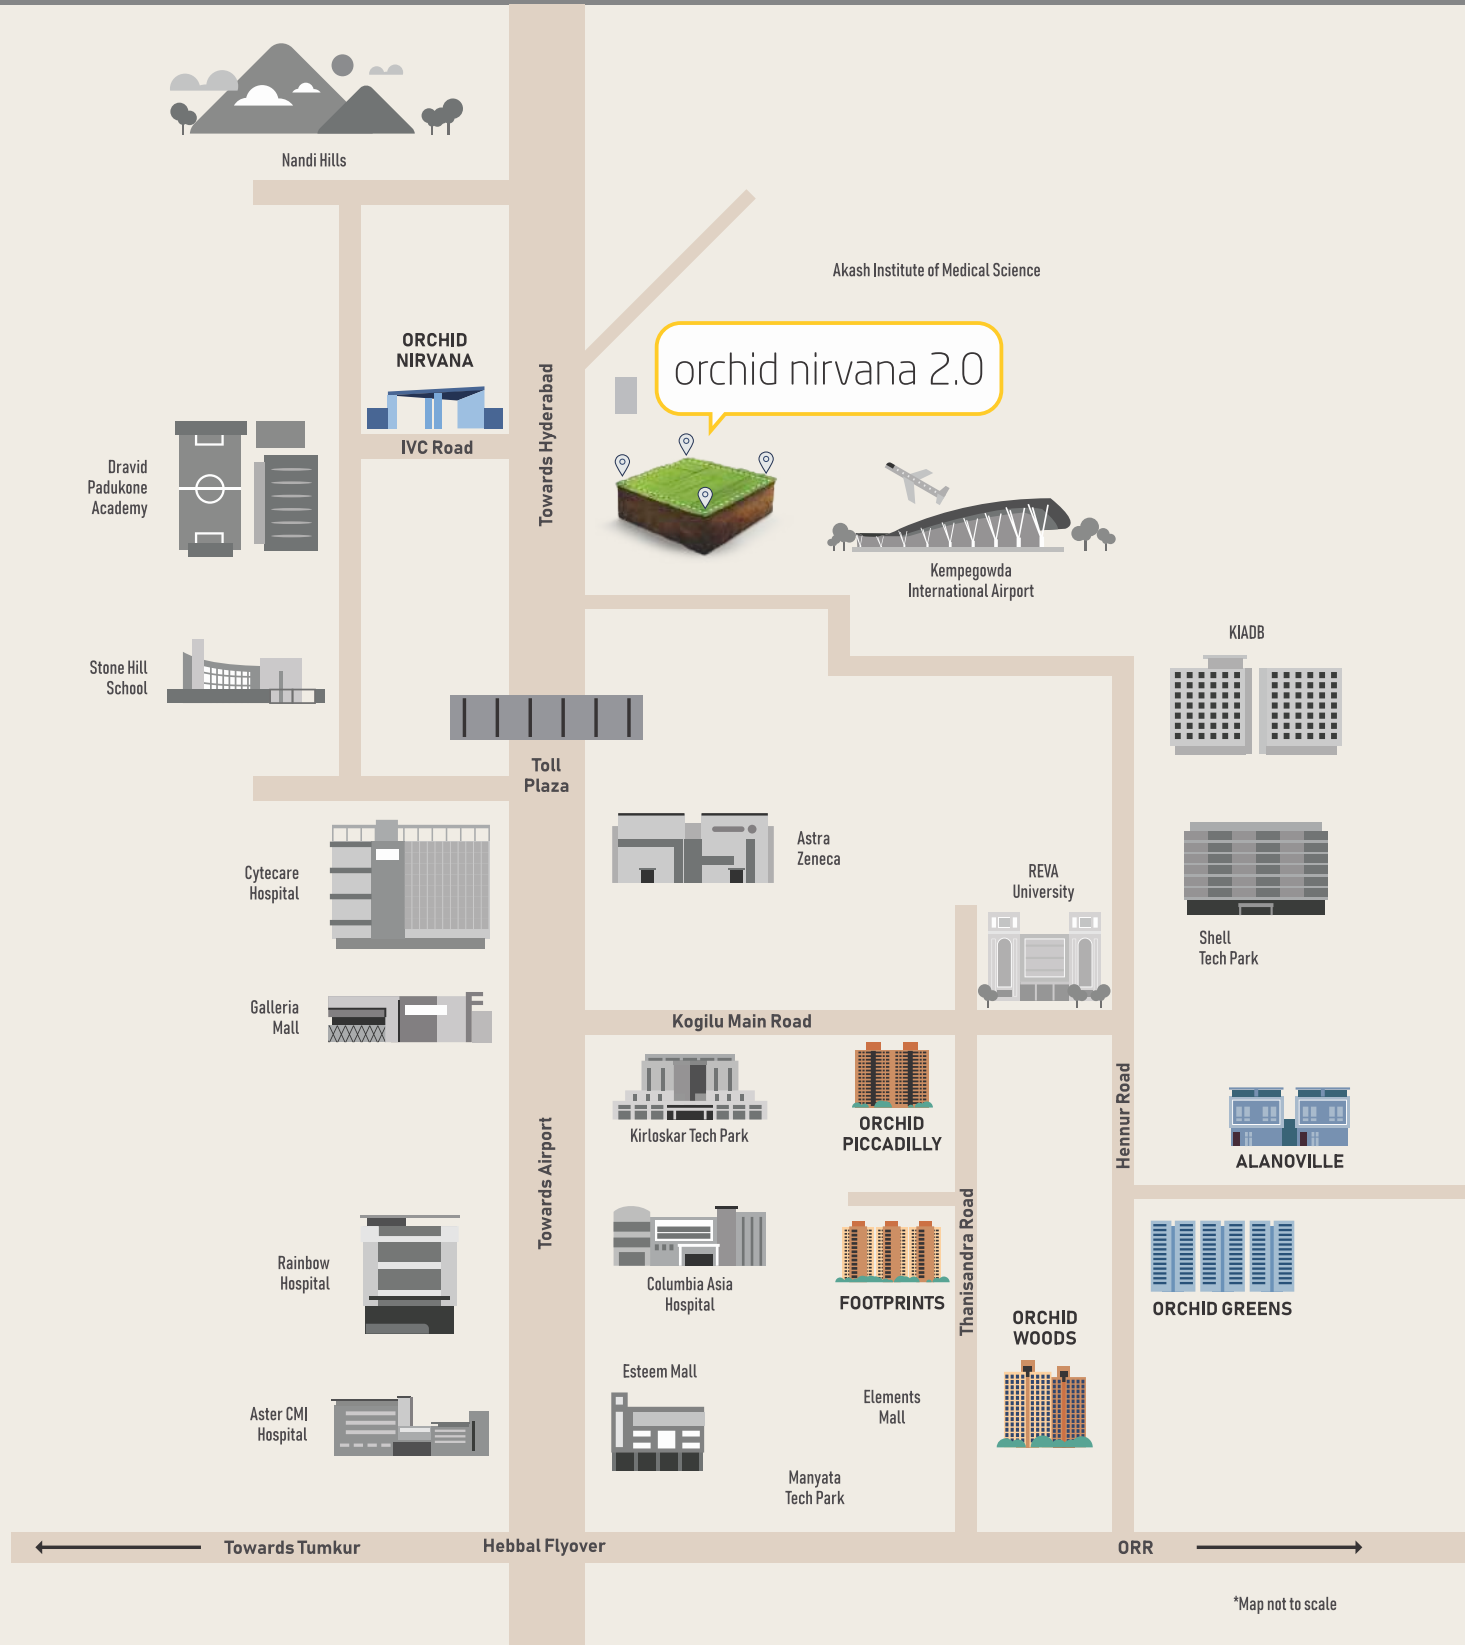 Nandi Hills
Akash Institute of Medical Science
ORCHID
NIRVANA
orchid nirvana 2.0
IVC Road
Towards Hyderabad
Dravid
Padukone
Academy
Kempegowda
International Airport
KIADB
Stone Hill
School
Toll
Plaza
Astra
Zeneca
Cytecare
Hospital
REVA
University
Shell
Tech Park
Galleria
Mall
Kogilu Main Road
Kirloskar Tech Park
ORCHID
PICCADILLY
Hennur Road
ALANOVILLE
Towards Airport
Thanisandra Road
Rainbow
Hospital
Columbia Asia
Hospital
FOOTPRINTS
ORCHID
WOODS
ORCHID GREENS
Esteem Mall
Elements
Mall
Aster CMI
Hospital
Manyata
Tech Park
Towards Tumkur
Hebbal Flyover
ORR
*Map not to scale